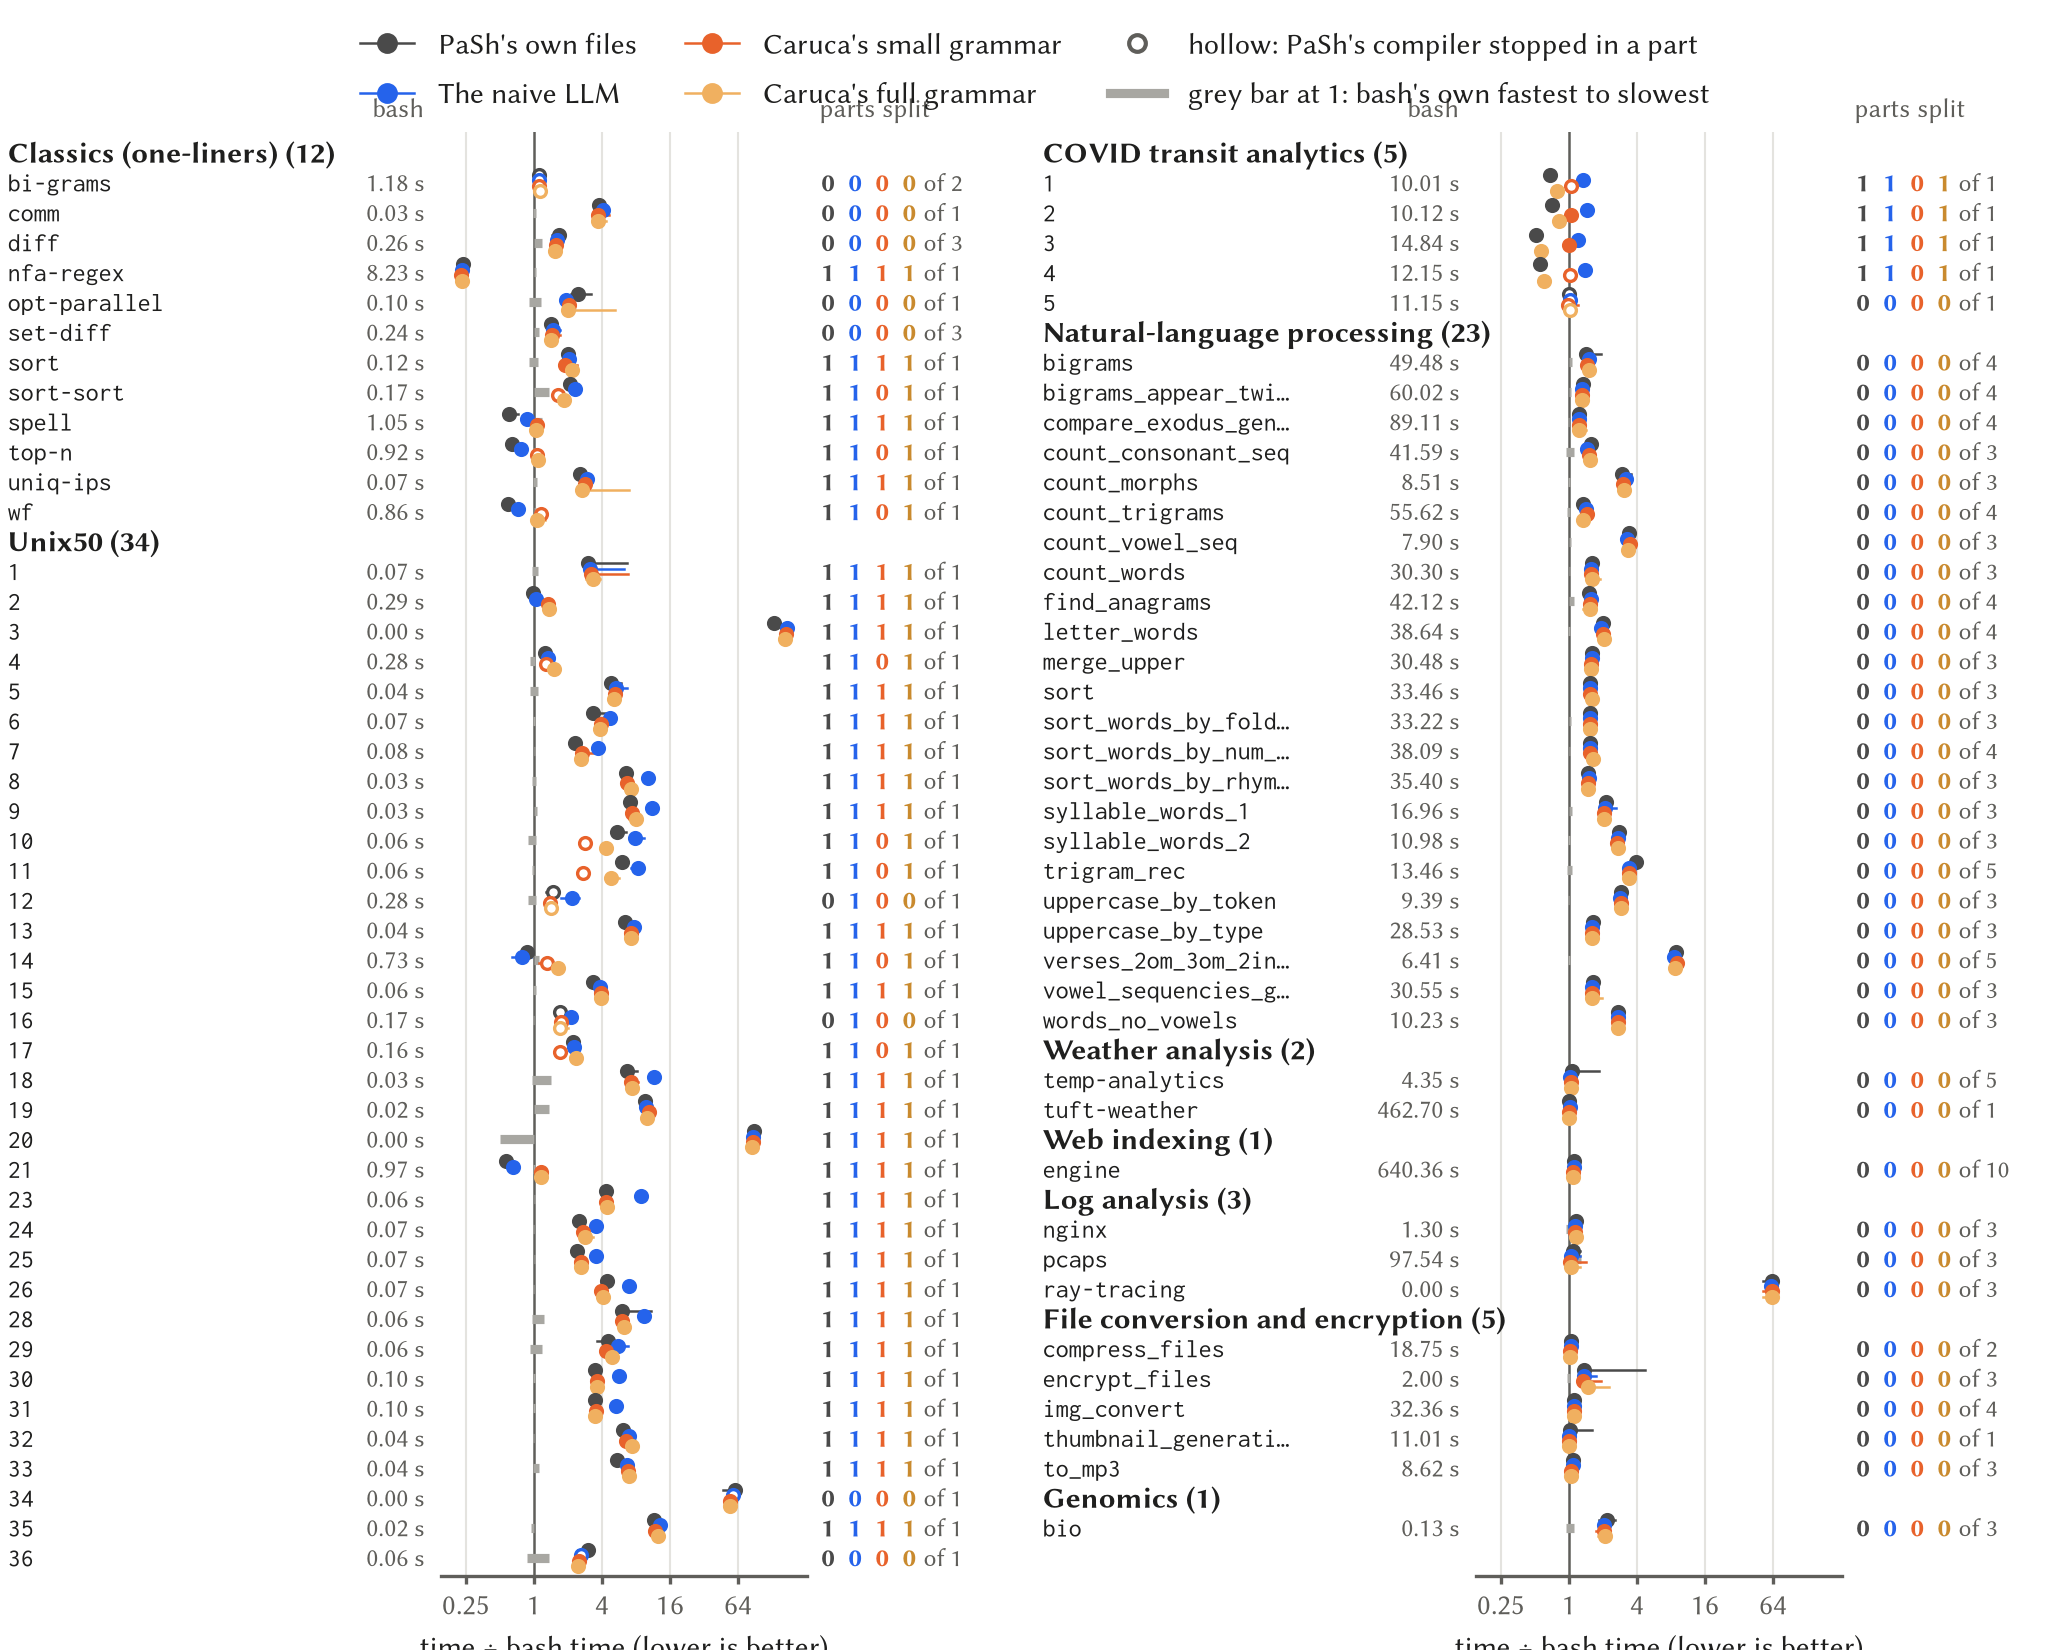 PaSh's own files
Caruca's small grammar
hollow: PaSh's compiler stopped in a part
The naive LLM
Caruca's full grammar
grey bar at 1: bash's own fastest to slowest
bash parts split
Classics (one-liners) (12)
bi-grams 1.18 s 0 0 0 0 of 2
comm 0.03 s 0 0 0 0 of 1
diff 0.26 s 0 0 0 0 of 3
nfa-regex 8.23 s 1 1 1 1 of 1
opt-parallel 0.10 s 0 0 0 0 of 1
set-diff 0.24 s 0 0 0 0 of 3
sort 0.12 s 1 1 1 1 of 1
sort-sort 0.17 s 1 1 0 1 of 1
spell 1.05 s 1 1 1 1 of 1
top-n 0.92 s 1 1 0 1 of 1
uniq-ips 0.07 s 1 1 1 1 of 1
wf 0.86 s 1 1 0 1 of 1
Unix50 (34)
1 0.07 s 1 1 1 1 of 1
2 0.29 s 1 1 1 1 of 1
3 0.00 s 1 1 1 1 of 1
4 0.28 s 1 1 0 1 of 1
5 0.04 s 1 1 1 1 of 1
6 0.07 s 1 1 1 1 of 1
7 0.08 s 1 1 1 1 of 1
8 0.03 s 1 1 1 1 of 1
9 0.03 s 1 1 1 1 of 1
10 0.06 s 1 1 0 1 of 1
11 0.06 s 1 1 0 1 of 1
12 0.28 s 0 1 0 0 of 1
13 0.04 s 1 1 1 1 of 1
14 0.73 s 1 1 0 1 of 1
15 0.06 s 1 1 1 1 of 1
16 0.17 s 0 1 0 0 of 1
17 0.16 s 1 1 0 1 of 1
18 0.03 s 1 1 1 1 of 1
19 0.02 s 1 1 1 1 of 1
20 0.00 s 1 1 1 1 of 1
21 0.97 s 1 1 1 1 of 1
23 0.06 s 1 1 1 1 of 1
24 0.07 s 1 1 1 1 of 1
25 0.07 s 1 1 1 1 of 1
26 0.07 s 1 1 1 1 of 1
28 0.06 s 1 1 1 1 of 1
29 0.06 s 1 1 1 1 of 1
30 0.10 s 1 1 1 1 of 1
31 0.10 s 1 1 1 1 of 1
32 0.04 s 1 1 1 1 of 1
33 0.04 s 1 1 1 1 of 1
34 0.00 s 0 0 0 0 of 1
35 0.02 s 1 1 1 1 of 1
36 0.06 s 0 0 0 0 of 1
0.25 1 4 16 64
time ÷ bash time (lower is better)
bash parts split
COVID transit analytics (5)
1 10.01 s 1 1 0 1 of 1
2 10.12 s 1 1 0 1 of 1
3 14.84 s 1 1 0 1 of 1
4 12.15 s 1 1 0 1 of 1
5 11.15 s 0 0 0 0 of 1
Natural-language processing (23)
bigrams 49.48 s 0 0 0 0 of 4
bigrams_appear_twi… 60.02 s 0 0 0 0 of 4
compare_exodus_gen… 89.11 s 0 0 0 0 of 4
count_consonant_seq 41.59 s 0 0 0 0 of 3
count_morphs 8.51 s 0 0 0 0 of 3
count_trigrams 55.62 s 0 0 0 0 of 4
count_vowel_seq 7.90 s 0 0 0 0 of 3
count_words 30.30 s 0 0 0 0 of 3
find_anagrams 42.12 s 0 0 0 0 of 4
letter_words 38.64 s 0 0 0 0 of 4
merge_upper 30.48 s 0 0 0 0 of 3
sort 33.46 s 0 0 0 0 of 3
sort_words_by_fold… 33.22 s 0 0 0 0 of 3
sort_words_by_num_… 38.09 s 0 0 0 0 of 4
sort_words_by_rhym… 35.40 s 0 0 0 0 of 3
syllable_words_1 16.96 s 0 0 0 0 of 3
syllable_words_2 10.98 s 0 0 0 0 of 3
trigram_rec 13.46 s 0 0 0 0 of 5
uppercase_by_token 9.39 s 0 0 0 0 of 3
uppercase_by_type 28.53 s 0 0 0 0 of 3
verses_2om_3om_2in… 6.41 s 0 0 0 0 of 5
vowel_sequencies_g… 30.55 s 0 0 0 0 of 3
words_no_vowels 10.23 s 0 0 0 0 of 3
Weather analysis (2)
temp-analytics 4.35 s 0 0 0 0 of 5
tuft-weather 462.70 s 0 0 0 0 of 1
Web indexing (1)
engine 640.36 s 0 0 0 0 of 10
Log analysis (3)
nginx 1.30 s 0 0 0 0 of 3
pcaps 97.54 s 0 0 0 0 of 3
ray-tracing 0.00 s 0 0 0 0 of 3
File conversion and encryption (5)
compress_files 18.75 s 0 0 0 0 of 2
encrypt_files 2.00 s 0 0 0 0 of 3
img_convert 32.36 s 0 0 0 0 of 4
thumbnail_generati… 11.01 s 0 0 0 0 of 1
to_mp3 8.62 s 0 0 0 0 of 3
Genomics (1)
bio 0.13 s 0 0 0 0 of 3
0.25 1 4 16 64
time ÷ bash time (lower is better)